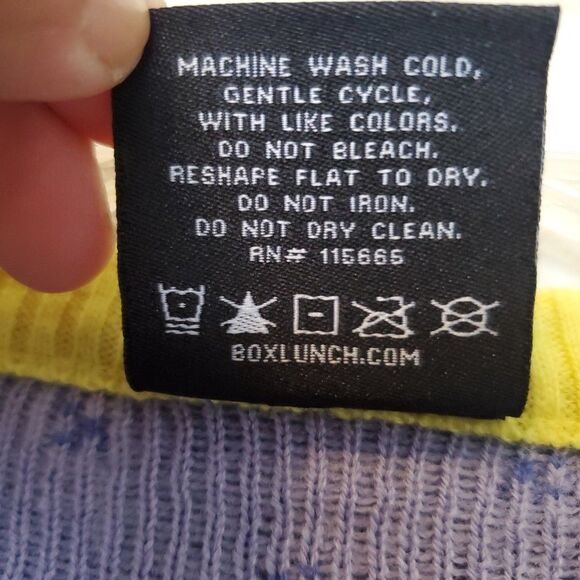 MACHINE WASH COLD,
GENTLE CYCLE,
WITH LIKE COLORS.
DO NOT BLEACH.
RESHAPE FLAT TO DRY.
DO NOT IRON.
DO NOT DRY CLEAN.
RN# 115665
BOXLUNCH.COM